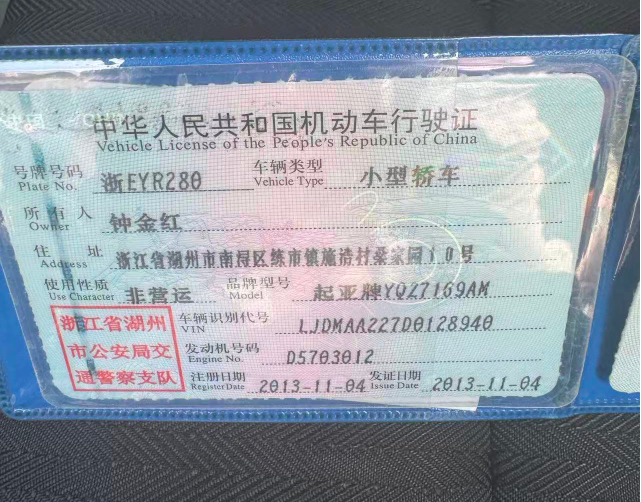 中华人民共和国机动车行驶证
Vehicle License of the People's Republic of China
号牌号码 浙EYR280 车辆类型 小型轿车
Plate No. Vehicle Type
所有人 钟金红
Owner
住址 浙江省湖州市南浔区练市镇施浩村桑家园10号
Address
使用性质 非营运 品牌型号 起亚牌YQZ7169AM
Use Character Model
浙江省湖州
市公安局交
通警察支队
车辆识别代号 LJDMAA227D0128940
VIN
发动机号码 D5703012
Engine No.
注册日期 2013-11-04 发证日期 2013-11-04
Register Date Issue Date